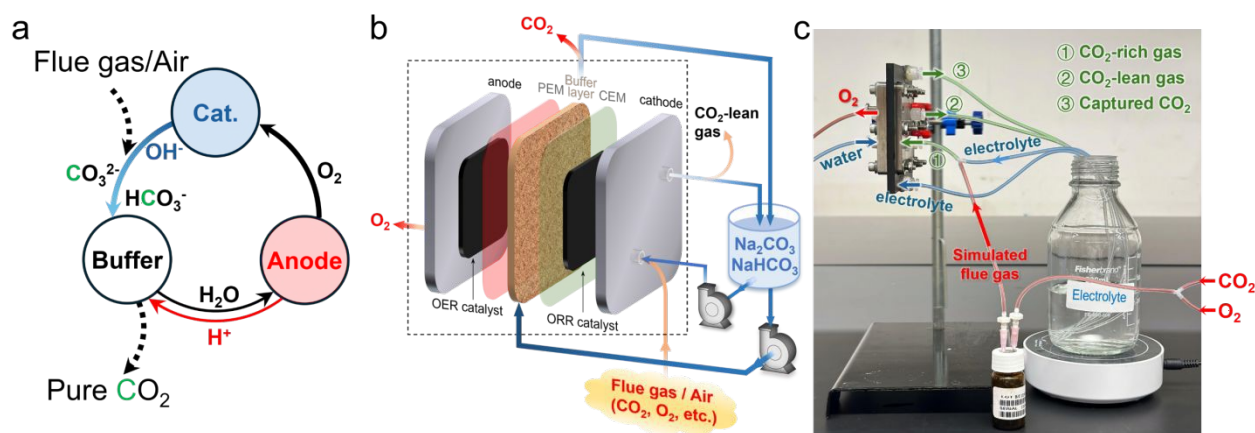 a
Flue gas/Air
Cat.
OH⁻
CO₃²⁻
HCO₃⁻
O₂
Buffer
Anode
H₂O
H⁺
Pure CO₂
b
CO₂
anode
PEM
Buffer
layer
CEM
cathode
CO₂-lean
gas
O₂
Na₂CO₃
NaHCO₃
OER catalyst
ORR catalyst
Flue gas / Air
(CO₂, O₂, etc.)
c
① CO₂-rich gas
② CO₂-lean gas
③ Captured CO₂
③
O₂
②
water
①
electrolyte
electrolyte
Simulated
flue gas
Fisherbrand
Electrolyte
CO₂
O₂